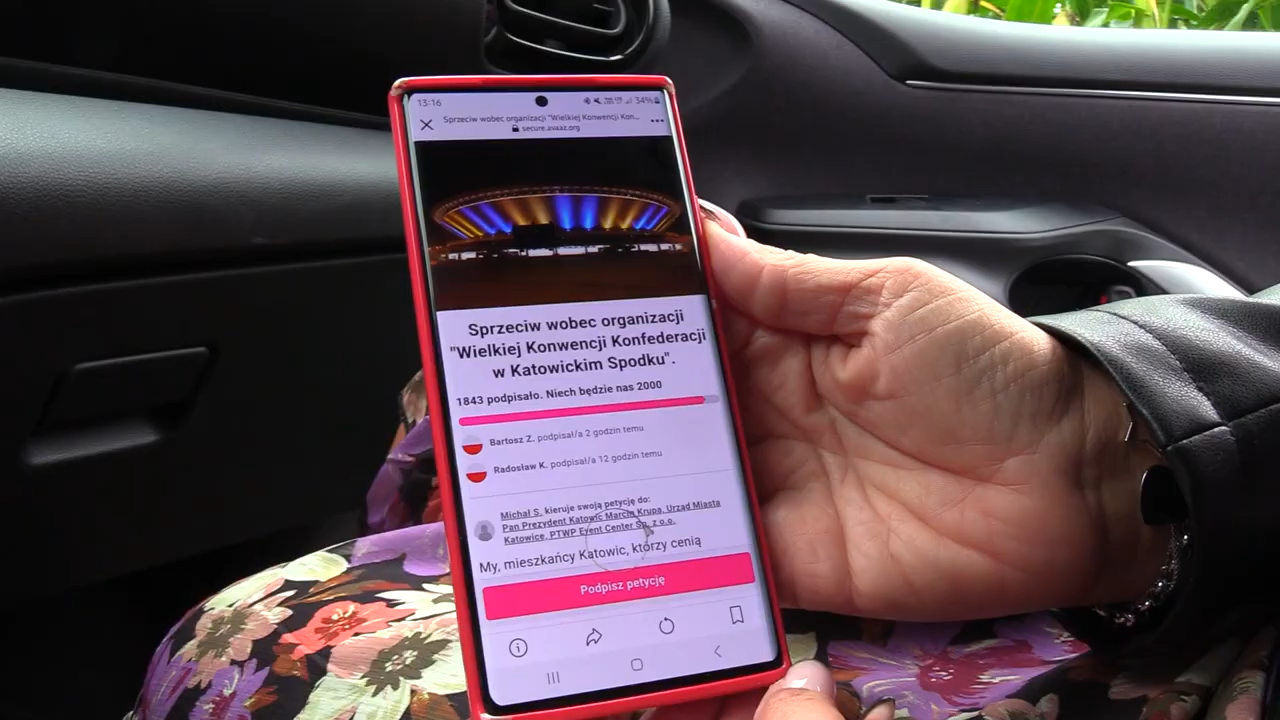 13:16
34%
Sprzeciw wobec organizacji "Wielkiej Konwencji Kon...
secure.avaaz.org
Sprzeciw wobec organizacji
"Wielkiej Konwencji Konfederacji
w Katowickim Spodku".
1843 podpisało. Niech będzie nas 2000
Bartosz Z. podpisał/a 2 godzin temu
Radosław K. podpisał/a 12 godzin temu
Michał S. kieruje swoją petycję do:
Pan Prezydent Katowic Marcin Krupa, Urząd Miasta
Katowice, PTWP Event Center Sp. z o.o.
My, mieszkańcy Katowic, którzy cenią
Podpisz petycję